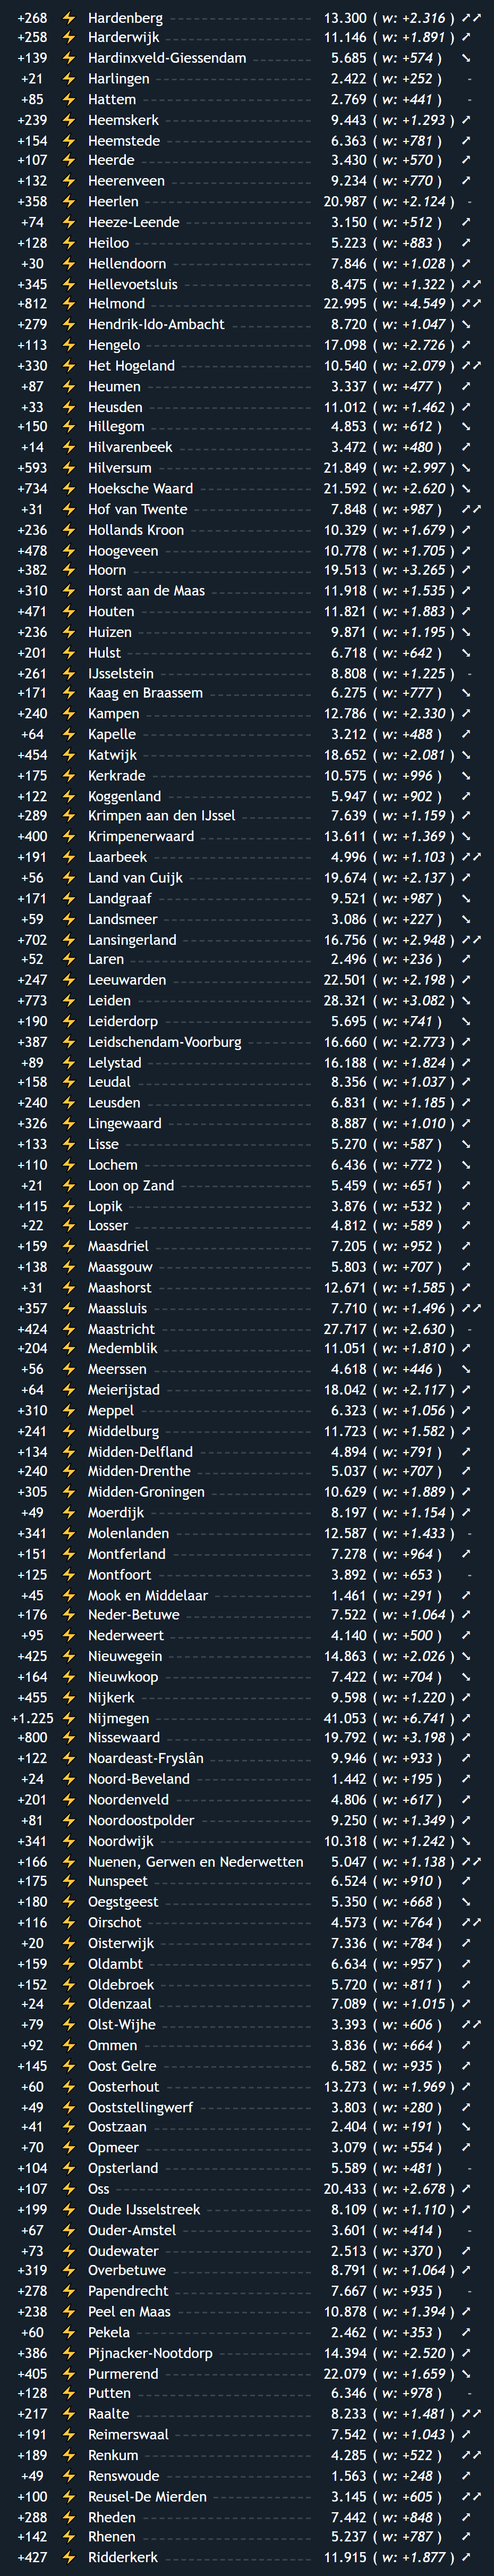 +268 ⚡ Hardenberg 13.300 ( w: +2.316 ) ➚➚
+258 ⚡ Harderwijk 11.146 ( w: +1.891 ) ➚
+139 ⚡ Hardinxveld-Giessendam 5.685 ( w: +574 ) ➘
+21 ⚡ Harlingen 2.422 ( w: +252 ) -
+85 ⚡ Hattem 2.769 ( w: +441 ) -
+239 ⚡ Heemskerk 9.443 ( w: +1.293 ) ➚
+154 ⚡ Heemstede 6.363 ( w: +781 ) ➚
+107 ⚡ Heerde 3.430 ( w: +570 ) ➚
+132 ⚡ Heerenveen 9.234 ( w: +770 ) ➚
+358 ⚡ Heerlen 20.987 ( w: +2.124 ) -
+74 ⚡ Heeze-Leende 3.150 ( w: +512 ) ➚
+128 ⚡ Heiloo 5.223 ( w: +883 ) ➚
+30 ⚡ Hellendoorn 7.846 ( w: +1.028 ) ➚
+345 ⚡ Hellevoetsluis 8.475 ( w: +1.322 ) ➚➚
+812 ⚡ Helmond 22.995 ( w: +4.549 ) ➚➚
+279 ⚡ Hendrik-Ido-Ambacht 8.720 ( w: +1.047 ) ➘
+113 ⚡ Hengelo 17.098 ( w: +2.726 ) ➚
+330 ⚡ Het Hogeland 10.540 ( w: +2.079 ) ➚➚
+87 ⚡ Heumen 3.337 ( w: +477 ) ➚
+33 ⚡ Heusden 11.012 ( w: +1.462 ) ➚
+150 ⚡ Hillegom 4.853 ( w: +612 ) ➘
+14 ⚡ Hilvarenbeek 3.472 ( w: +480 ) ➚
+593 ⚡ Hilversum 21.849 ( w: +2.997 ) ➘
+734 ⚡ Hoeksche Waard 21.592 ( w: +2.620 ) ➘
+31 ⚡ Hof van Twente 7.848 ( w: +987 ) ➚➚
+236 ⚡ Hollands Kroon 10.329 ( w: +1.679 ) ➚
+478 ⚡ Hoogeveen 10.778 ( w: +1.705 ) ➚
+382 ⚡ Hoorn 19.513 ( w: +3.265 ) ➚
+310 ⚡ Horst aan de Maas 11.918 ( w: +1.535 ) ➚
+471 ⚡ Houten 11.821 ( w: +1.883 ) ➚
+236 ⚡ Huizen 9.871 ( w: +1.195 ) ➘
+201 ⚡ Hulst 6.718 ( w: +642 ) ➘
+261 ⚡ IJsselstein 8.808 ( w: +1.225 ) -
+171 ⚡ Kaag en Braassem 6.275 ( w: +777 ) ➘
+240 ⚡ Kampen 12.786 ( w: +2.330 ) ➚
+64 ⚡ Kapelle 3.212 ( w: +488 ) ➚
+454 ⚡ Katwijk 18.652 ( w: +2.081 ) ➘
+175 ⚡ Kerkrade 10.575 ( w: +996 ) ➘
+122 ⚡ Koggenland 5.947 ( w: +902 ) ➚
+289 ⚡ Krimpen aan den IJssel 7.639 ( w: +1.159 ) ➚
+400 ⚡ Krimpenerwaard 13.611 ( w: +1.369 ) ➘
+191 ⚡ Laarbeek 4.996 ( w: +1.103 ) ➚➚
+56 ⚡ Land van Cuijk 19.674 ( w: +2.137 ) ➚
+171 ⚡ Landgraaf 9.521 ( w: +987 ) ➘
+59 ⚡ Landsmeer 3.086 ( w: +227 ) ➘
+702 ⚡ Lansingerland 16.756 ( w: +2.948 ) ➚➚
+52 ⚡ Laren 2.496 ( w: +236 ) ➚
+247 ⚡ Leeuwarden 22.501 ( w: +2.198 ) ➚
+773 ⚡ Leiden 28.321 ( w: +3.082 ) ➘
+190 ⚡ Leiderdorp 5.695 ( w: +741 ) ➘
+387 ⚡ Leidschendam-Voorburg 16.660 ( w: +2.773 ) ➚
+89 ⚡ Lelystad 16.188 ( w: +1.824 ) ➚
+158 ⚡ Leudal 8.356 ( w: +1.037 ) ➚
+240 ⚡ Leusden 6.831 ( w: +1.185 ) ➚
+326 ⚡ Lingewaard 8.887 ( w: +1.010 ) ➚
+133 ⚡ Lisse 5.270 ( w: +587 ) ➘
+110 ⚡ Lochem 6.436 ( w: +772 ) ➘
+21 ⚡ Loon op Zand 5.459 ( w: +651 ) ➚
+115 ⚡ Lopik 3.876 ( w: +532 ) ➚
+22 ⚡ Losser 4.812 ( w: +589 ) ➚
+159 ⚡ Maasdriel 7.205 ( w: +952 ) ➚
+138 ⚡ Maasgouw 5.803 ( w: +707 ) ➚
+31 ⚡ Maashorst 12.671 ( w: +1.585 ) ➚
+357 ⚡ Maassluis 7.710 ( w: +1.496 ) ➚➚
+424 ⚡ Maastricht 27.717 ( w: +2.630 ) -
+204 ⚡ Medemblik 11.051 ( w: +1.810 ) ➚
+56 ⚡ Meerssen 4.618 ( w: +446 ) ➘
+64 ⚡ Meierijstad 18.042 ( w: +2.117 ) ➚
+310 ⚡ Meppel 6.323 ( w: +1.056 ) ➚
+241 ⚡ Middelburg 11.723 ( w: +1.582 ) ➚
+134 ⚡ Midden-Delfland 4.894 ( w: +791 ) ➚
+240 ⚡ Midden-Drenthe 5.037 ( w: +707 ) ➚
+305 ⚡ Midden-Groningen 10.629 ( w: +1.889 ) ➚
+49 ⚡ Moerdijk 8.197 ( w: +1.154 ) ➚
+341 ⚡ Molenlanden 12.587 ( w: +1.433 ) -
+151 ⚡ Montferland 7.278 ( w: +964 ) ➚
+125 ⚡ Montfoort 3.892 ( w: +653 ) -
+45 ⚡ Mook en Middelaar 1.461 ( w: +291 ) ➚
+176 ⚡ Neder-Betuwe 7.522 ( w: +1.064 ) ➚
+95 ⚡ Nederweert 4.140 ( w: +500 ) ➚
+425 ⚡ Nieuwegein 14.863 ( w: +2.026 ) ➘
+164 ⚡ Nieuwkoop 7.422 ( w: +704 ) ➘
+455 ⚡ Nijkerk 9.598 ( w: +1.220 ) ➚
+1.225 ⚡ Nijmegen 41.053 ( w: +6.741 ) ➚
+800 ⚡ Nissewaard 19.792 ( w: +3.198 ) ➚
+122 ⚡ Noardeast-Fryslân 9.946 ( w: +933 ) ➚
+24 ⚡ Noord-Beveland 1.442 ( w: +195 ) ➚
+201 ⚡ Noordenveld 4.806 ( w: +617 ) ➚
+81 ⚡ Noordoostpolder 9.250 ( w: +1.349 ) ➚
+341 ⚡ Noordwijk 10.318 ( w: +1.242 ) ➘
+166 ⚡ Nuenen, Gerwen en Nederwetten 5.047 ( w: +1.138 ) ➚➚
+175 ⚡ Nunspeet 6.524 ( w: +910 ) ➚
+180 ⚡ Oegstgeest 5.350 ( w: +668 ) ➘
+116 ⚡ Oirschot 4.573 ( w: +764 ) ➚➚
+20 ⚡ Oisterwijk 7.336 ( w: +784 ) ➚
+159 ⚡ Oldambt 6.634 ( w: +957 ) ➚
+152 ⚡ Oldebroek 5.720 ( w: +811 ) ➚
+24 ⚡ Oldenzaal 7.089 ( w: +1.015 ) ➚
+79 ⚡ Olst-Wijhe 3.393 ( w: +606 ) ➚➚
+92 ⚡ Ommen 3.836 ( w: +664 ) ➚
+145 ⚡ Oost Gelre 6.582 ( w: +935 ) ➚
+60 ⚡ Oosterhout 13.273 ( w: +1.969 ) ➚
+49 ⚡ Ooststellingwerf 3.803 ( w: +280 ) ➚
+41 ⚡ Oostzaan 2.404 ( w: +191 ) ➘
+70 ⚡ Opmeer 3.079 ( w: +554 ) ➚
+104 ⚡ Opsterland 5.589 ( w: +481 ) -
+107 ⚡ Oss 20.433 ( w: +2.678 ) ➚
+199 ⚡ Oude IJsselstreek 8.109 ( w: +1.110 ) ➚
+67 ⚡ Ouder-Amstel 3.601 ( w: +414 ) -
+73 ⚡ Oudewater 2.513 ( w: +370 ) ➚
+319 ⚡ Overbetuwe 8.791 ( w: +1.064 ) ➚
+278 ⚡ Papendrecht 7.667 ( w: +935 ) -
+238 ⚡ Peel en Maas 10.878 ( w: +1.394 ) ➚
+60 ⚡ Pekela 2.462 ( w: +353 ) ➚
+386 ⚡ Pijnacker-Nootdorp 14.394 ( w: +2.520 ) ➚
+405 ⚡ Purmerend 22.079 ( w: +1.659 ) ➘
+128 ⚡ Putten 6.346 ( w: +978 ) -
+217 ⚡ Raalte 8.233 ( w: +1.481 ) ➚➚
+191 ⚡ Reimerswaal 7.542 ( w: +1.043 ) ➚
+189 ⚡ Renkum 4.285 ( w: +522 ) ➚➚
+49 ⚡ Renswoude 1.563 ( w: +248 ) ➚
+100 ⚡ Reusel-De Mierden 3.145 ( w: +605 ) ➚➚
+288 ⚡ Rheden 7.442 ( w: +848 ) ➚
+142 ⚡ Rhenen 5.237 ( w: +787 ) ➚
+427 ⚡ Ridderkerk 11.915 ( w: +1.877 ) ➚